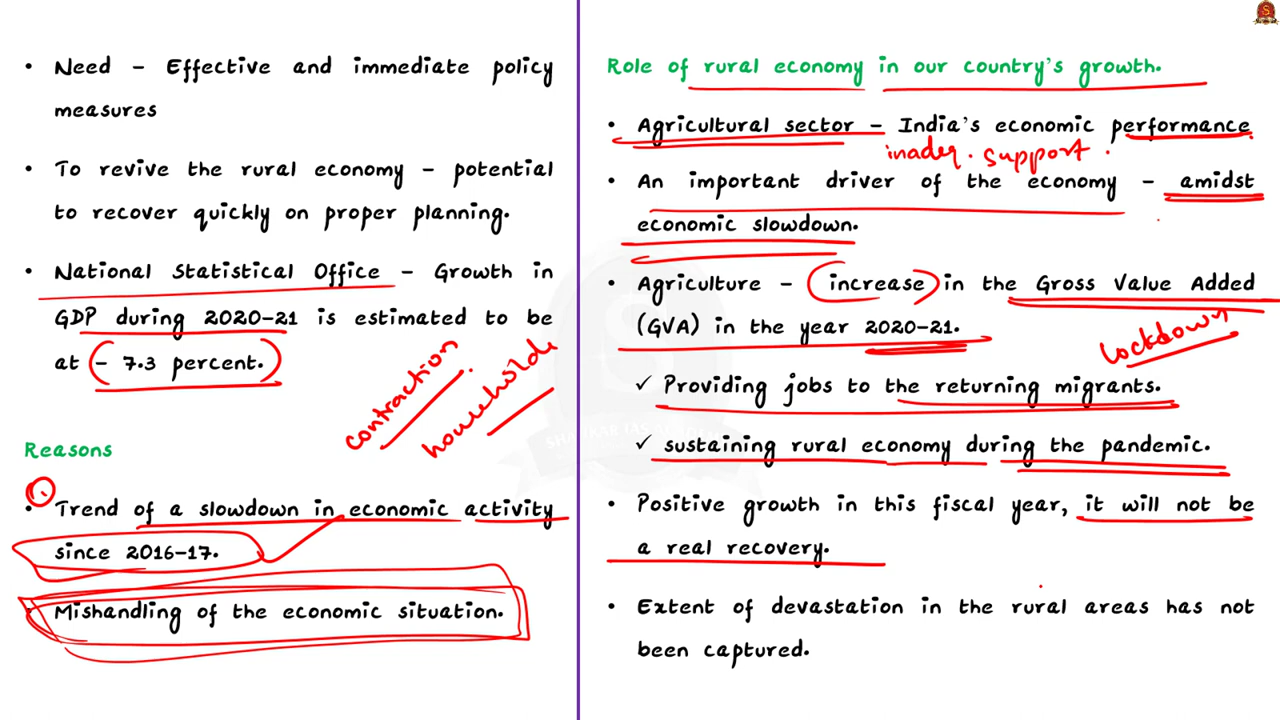 • Need – Effective and immediate policy
measures
• To revive the rural economy – potential
to recover quickly on proper planning.
• National Statistical Office – Growth in
GDP during 2020-21 is estimated to be
at – 7.3 percent.
contraction
households
Reasons
1.
• Trend of a slowdown in economic activity
since 2016-17.
• Mishandling of the economic situation.
Role of rural economy in our country's growth.
• Agricultural sector – India's economic performance
inadeq. support.
• An important driver of the economy – amidst
economic slowdown.
• Agriculture – increase in the Gross Value Added
(GVA) in the year 2020-21.
lockdown
✓ Providing jobs to the returning migrants.
✓ sustaining rural economy during the pandemic.
• Positive growth in this fiscal year, it will not be
a real recovery.
• Extent of devastation in the rural areas has not
been captured.